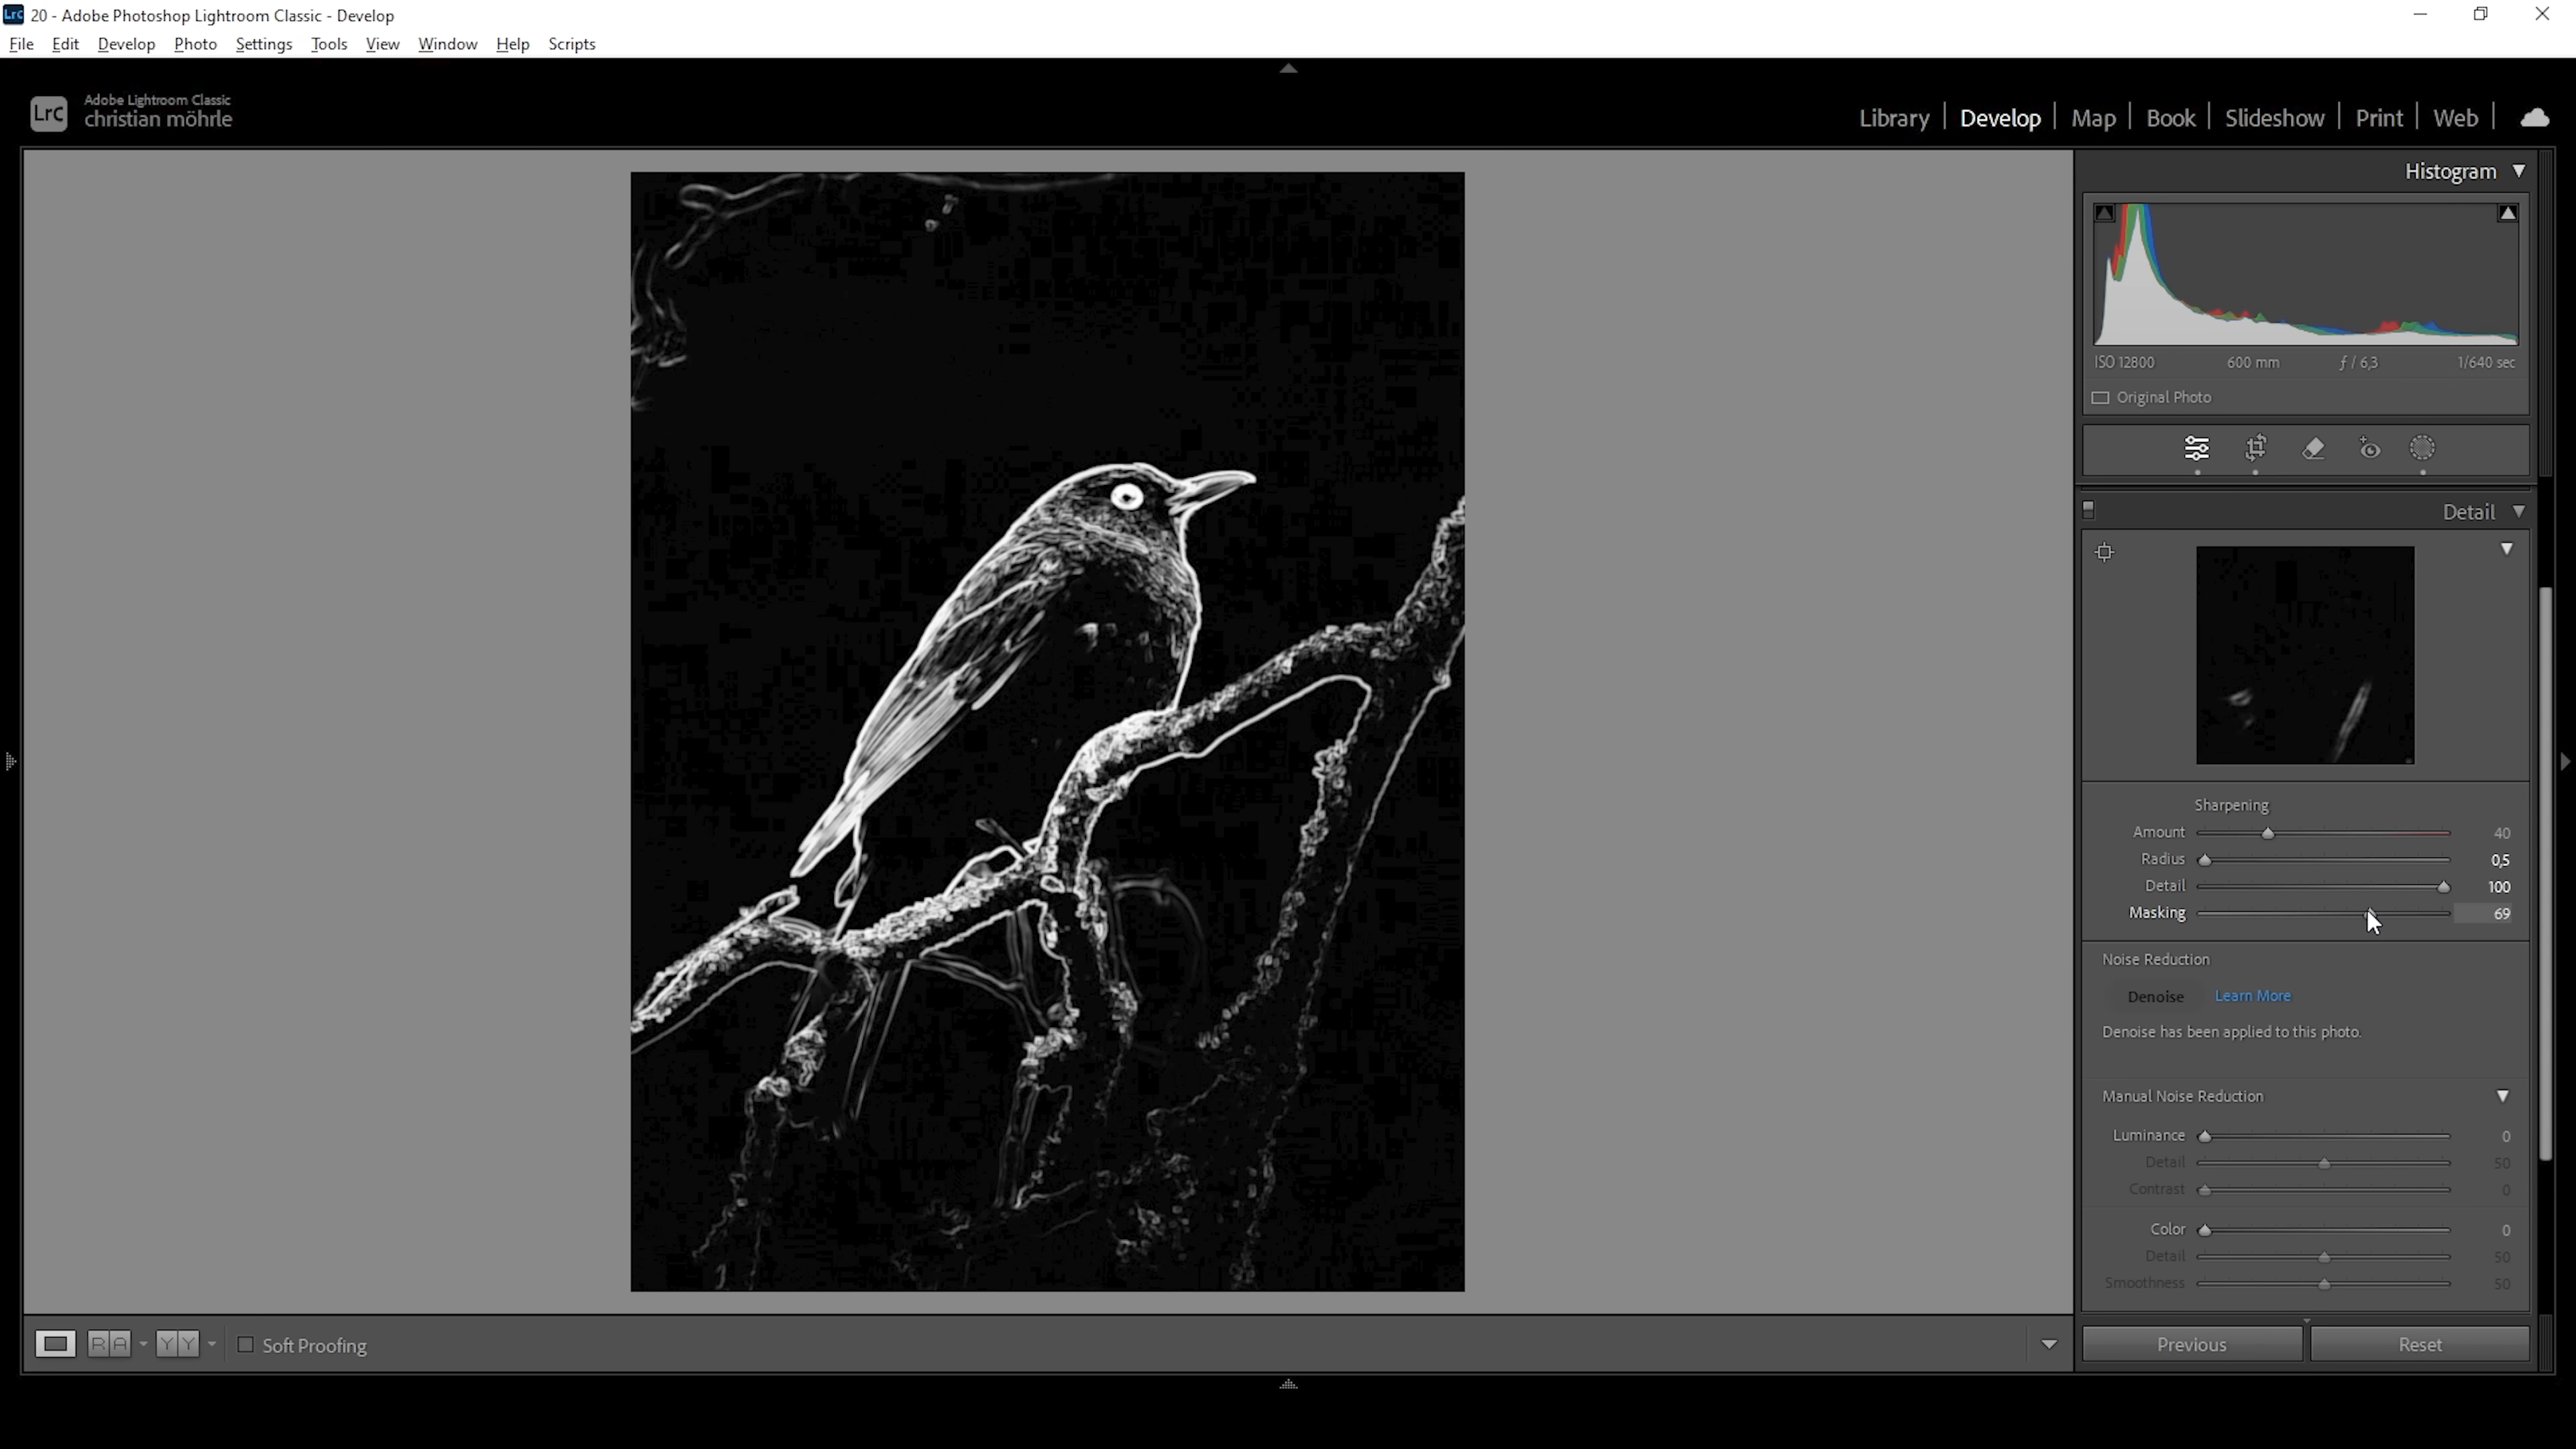 Lrc 20 - Adobe Photoshop Lightroom Classic - Develop
File Edit Develop Photo Settings Tools View Window Help Scripts
Lrc Adobe Lightroom Classic
christian möhrle
Library Develop Map Book Slideshow Print Web
Histogram
ISO 12800 600 mm ƒ / 6,3 1/640 sec
Original Photo
Detail
Sharpening
Amount 40
Radius 0,5
Detail 100
Masking 69
Noise Reduction
Denoise Learn More
Denoise has been applied to this photo.
Manual Noise Reduction
Luminance 0
Detail 50
Contrast 0
Color 0
Detail 50
Smoothness 50
R A Y Y Soft Proofing
Previous Reset